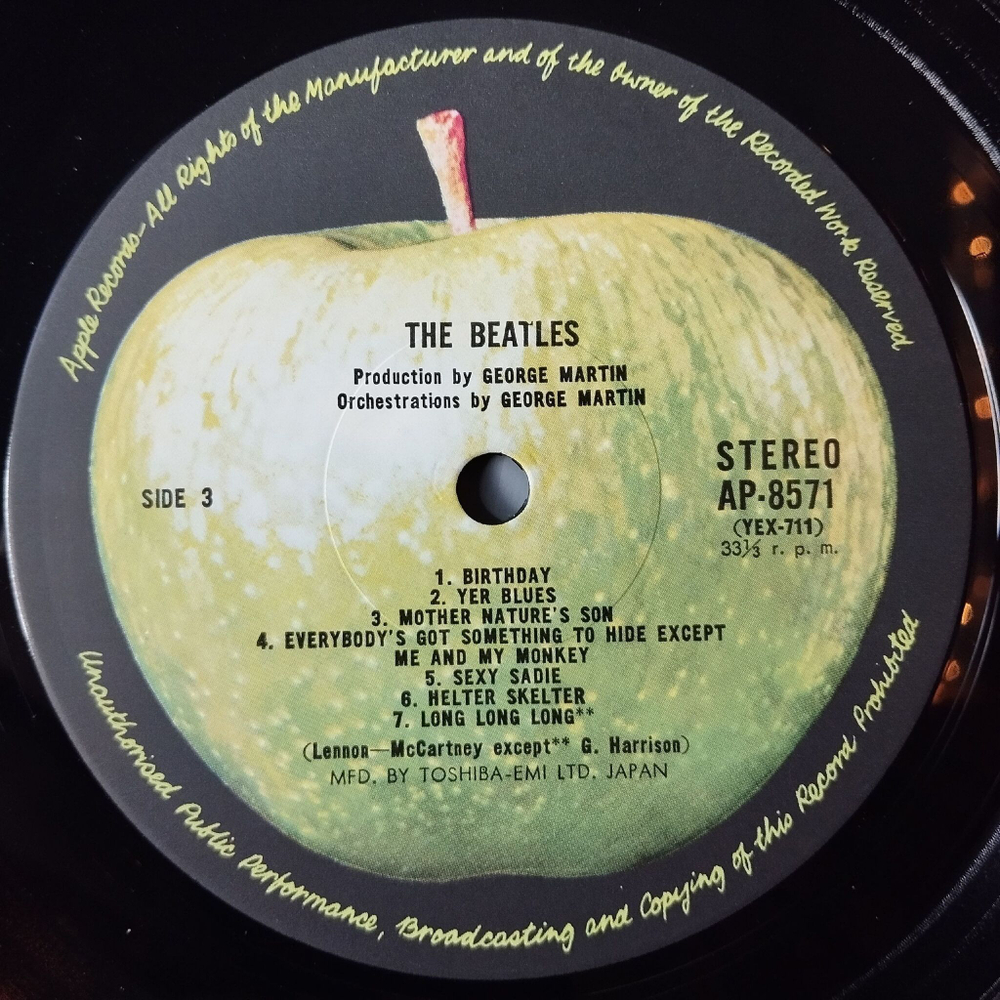 Apple Records–All Rights of the Manufacturer and of the Owner of the Recorded Work Reserved
THE BEATLES
Production by GEORGE MARTIN
Orchestrations by GEORGE MARTIN
SIDE 3
STEREO
AP-8571
(YEX-711)
33⅓ r. p. m.
1. BIRTHDAY
2. YER BLUES
3. MOTHER NATURE'S SON
4. EVERYBODY'S GOT SOMETHING TO HIDE EXCEPT
ME AND MY MONKEY
5. SEXY SADIE
6. HELTER SKELTER
7. LONG LONG LONG**
(Lennon—McCartney except** G. Harrison)
MFD. BY TOSHIBA-EMI LTD. JAPAN
Unauthorised Public Performance, Broadcasting and Copying of this Record Prohibited